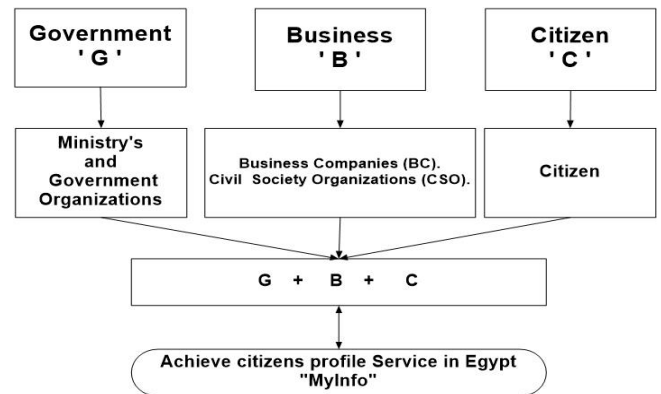 Government
' G '
Business
' B '
Citizen
' C '
Ministry's
and
Government
Organizations
Business Companies (BC).
Civil Society Organizations (CSO).
Citizen
G + B + C
Achieve citizens profile Service in Egypt
"MyInfo"